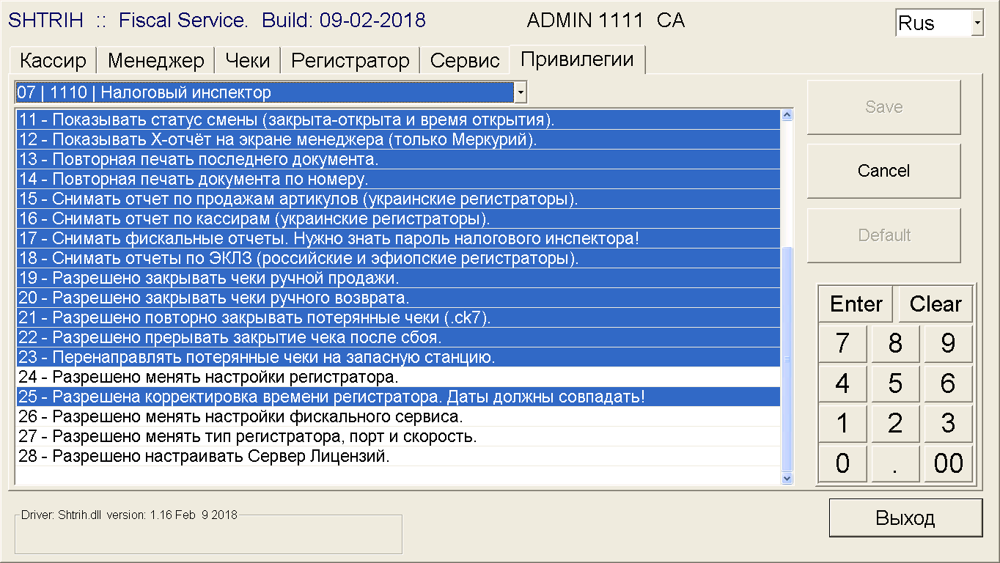 SHTRIH :: Fiscal Service. Build: 09-02-2018 ADMIN 1111 CA Rus
Кассир Менеджер Чеки Регистратор Сервис Привилегии
07 | 1110 | Налоговый инспектор
11 - Показывать статус смены (закрыта-открыта и время открытия).
12 - Показывать X-отчёт на экране менеджера (только Меркурий).
13 - Повторная печать последнего документа.
14 - Повторная печать документа по номеру.
15 - Снимать отчет по продажам артикулов (украинские регистраторы).
16 - Снимать отчет по кассирам (украинские регистраторы).
17 - Снимать фискальные отчеты. Нужно знать пароль налогового инспектора!
18 - Снимать отчеты по ЭКЛЗ (российские и эфиопские регистраторы).
19 - Разрешено закрывать чеки ручной продажи.
20 - Разрешено закрывать чеки ручного возврата.
21 - Разрешено повторно закрывать потерянные чеки (.ck7).
22 - Разрешено прерывать закрытие чека после сбоя.
23 - Перенаправлять потерянные чеки на запасную станцию.
24 - Разрешено менять настройки регистратора.
25 - Разрешена корректировка времени регистратора. Даты должны совпадать!
26 - Разрешено менять настройки фискального сервиса.
27 - Разрешено менять тип регистратора, порт и скорость.
28 - Разрешено настраивать Сервер Лицензий.
Save
Cancel
Default
Enter Clear
7 8 9
4 5 6
1 2 3
0 . 00
Driver: Shtrih.dll version: 1.16 Feb 9 2018
Выход